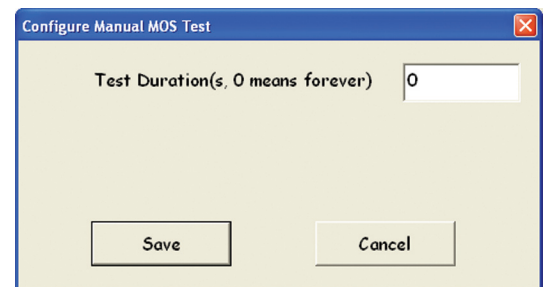 Configure Manual MOS Test
Test Duration(s, 0 means forever) 0
Save Cancel